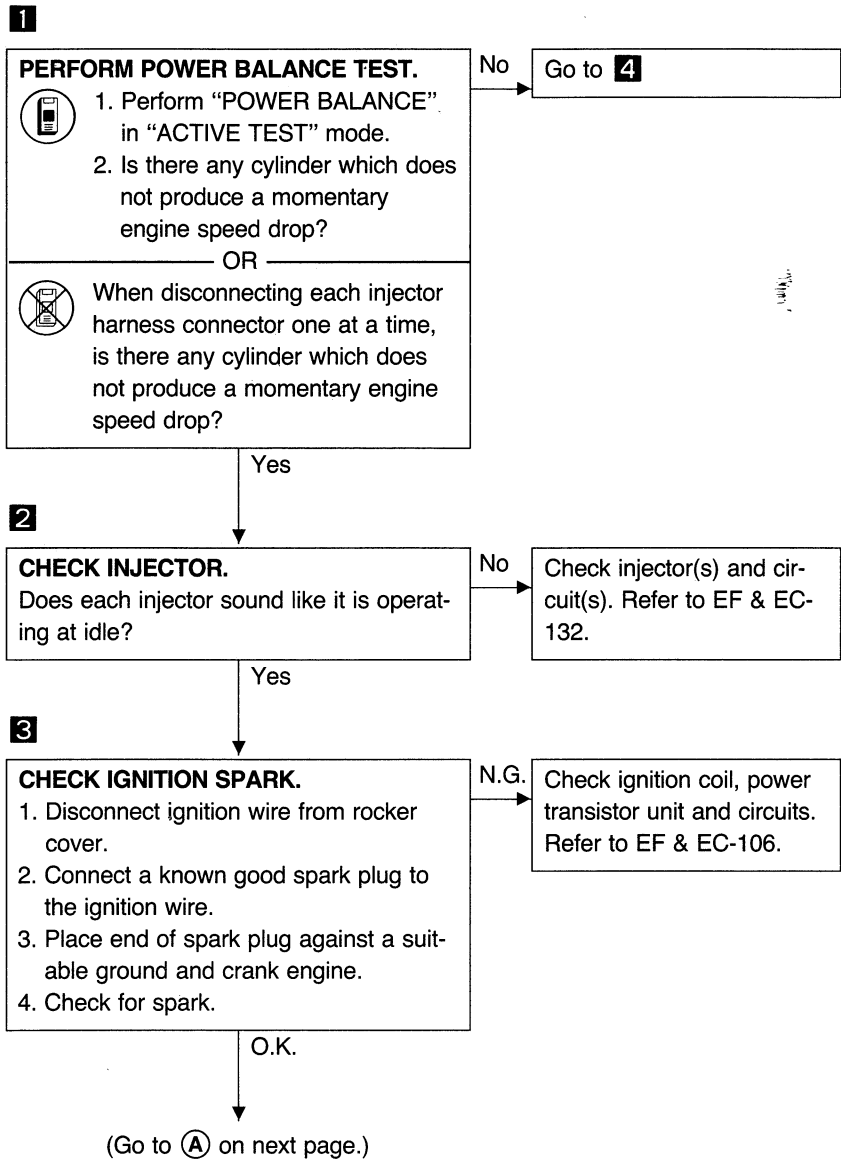 1
PERFORM POWER BALANCE TEST.
1. Perform “POWER BALANCE”
in “ACTIVE TEST” mode.
2. Is there any cylinder which does
not produce a momentary
engine speed drop?
OR
When disconnecting each injector
harness connector one at a time,
is there any cylinder which does
not produce a momentary engine
speed drop?
No
Go to 4
Yes
2
CHECK INJECTOR.
Does each injector sound like it is operat-
ing at idle?
No
Check injector(s) and cir-
cuit(s). Refer to EF & EC-
132.
Yes
3
CHECK IGNITION SPARK.
1. Disconnect ignition wire from rocker
cover.
2. Connect a known good spark plug to
the ignition wire.
3. Place end of spark plug against a suit-
able ground and crank engine.
4. Check for spark.
N.G.
Check ignition coil, power
transistor unit and circuits.
Refer to EF & EC-106.
O.K.
(Go to A on next page.)